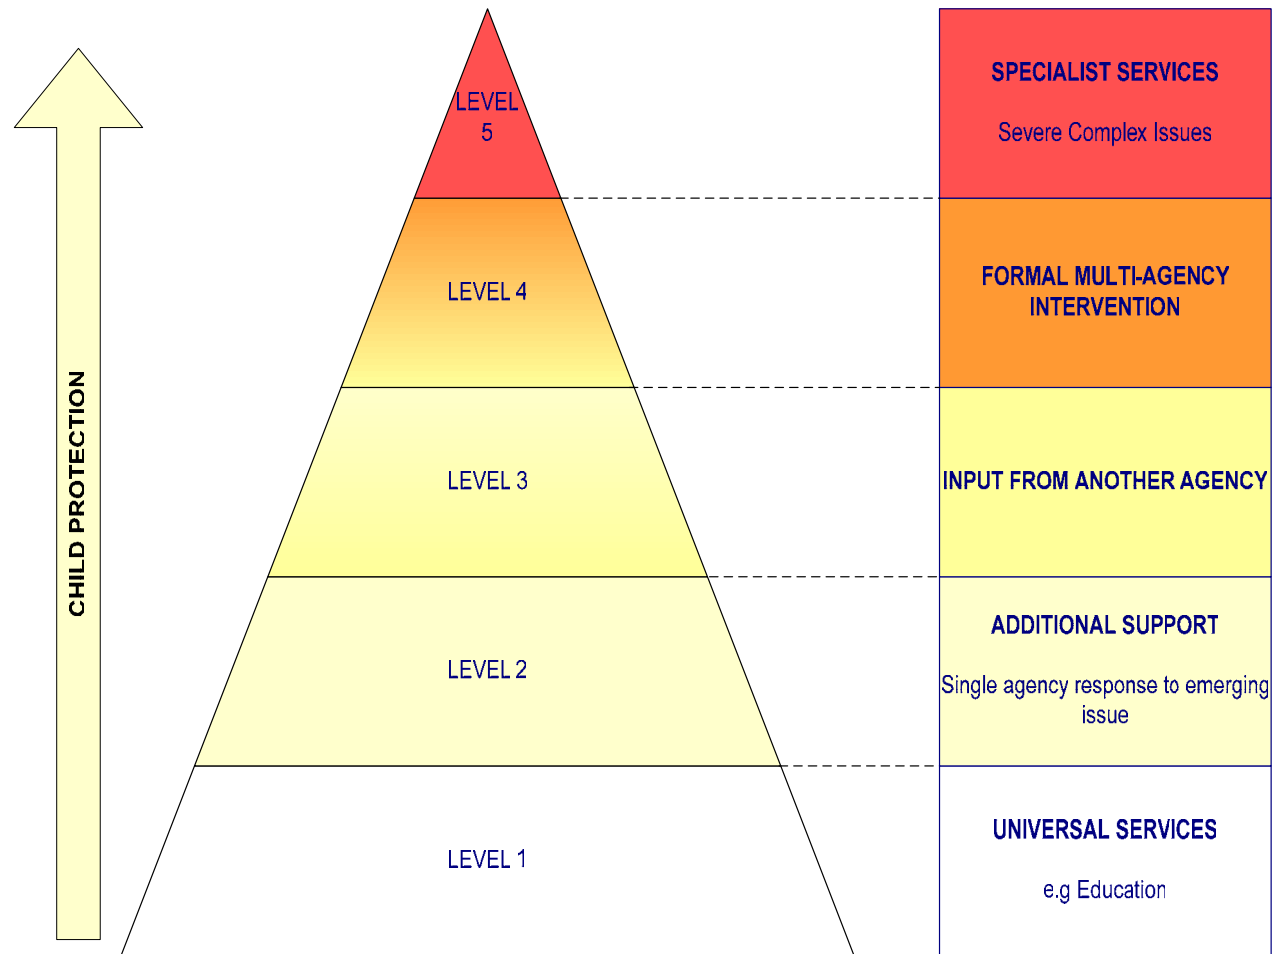 CHILD PROTECTION
LEVEL
5
LEVEL 4
LEVEL 3
LEVEL 2
LEVEL 1
SPECIALIST SERVICES
Severe Complex Issues
FORMAL MULTI-AGENCY
INTERVENTION
INPUT FROM ANOTHER AGENCY
ADDITIONAL SUPPORT
Single agency response to emerging
issue
UNIVERSAL SERVICES
e.g Education